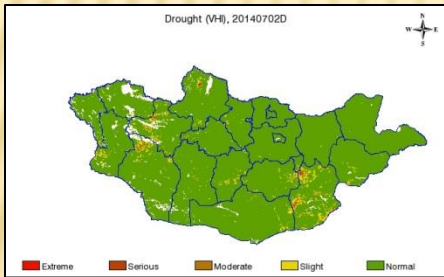 Drought (VHI), 20140702D
N
W E
S
Extreme Serious Moderate Slight Normal